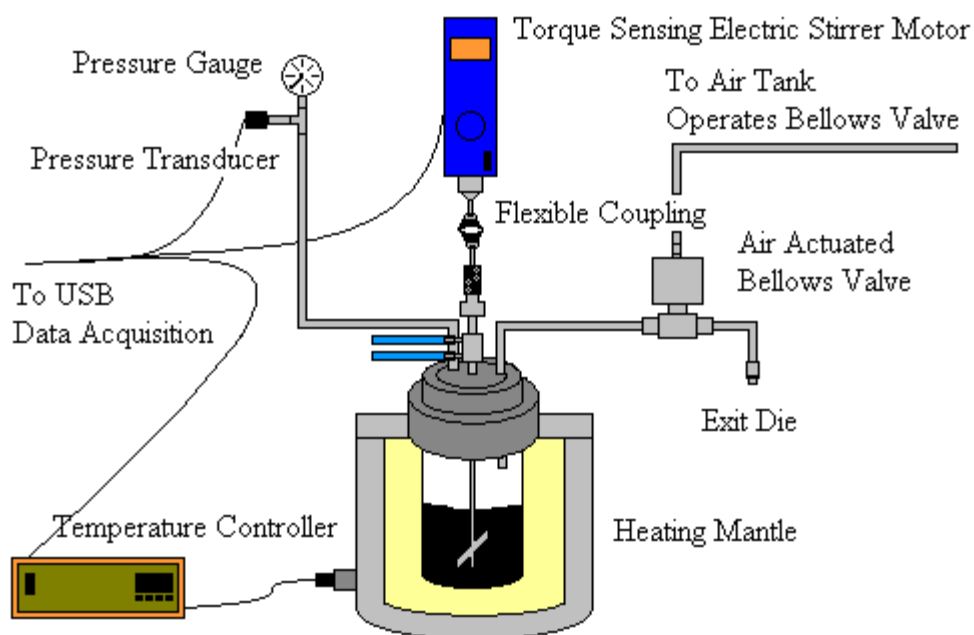 Torque Sensing Electric Stirrer Motor
Pressure Gauge
To Air Tank
Operates Bellows Valve
Pressure Transducer
Flexible Coupling
Air Actuated
Bellows Valve
To USB
Data Acquisition
Exit Die
Temperature Controller
Heating Mantle